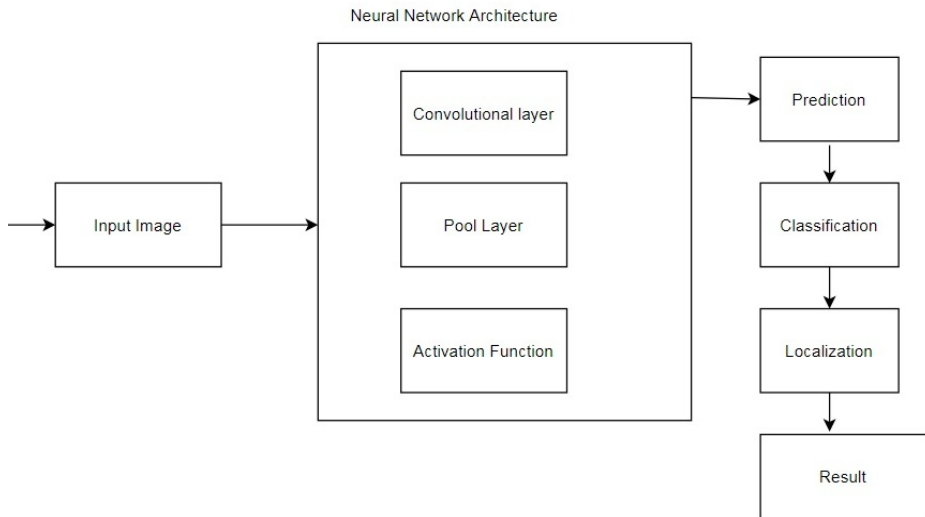 Neural Network Architecture
Input Image
Convolutional layer
Pool Layer
Activation Function
Prediction
Classification
Localization
Result